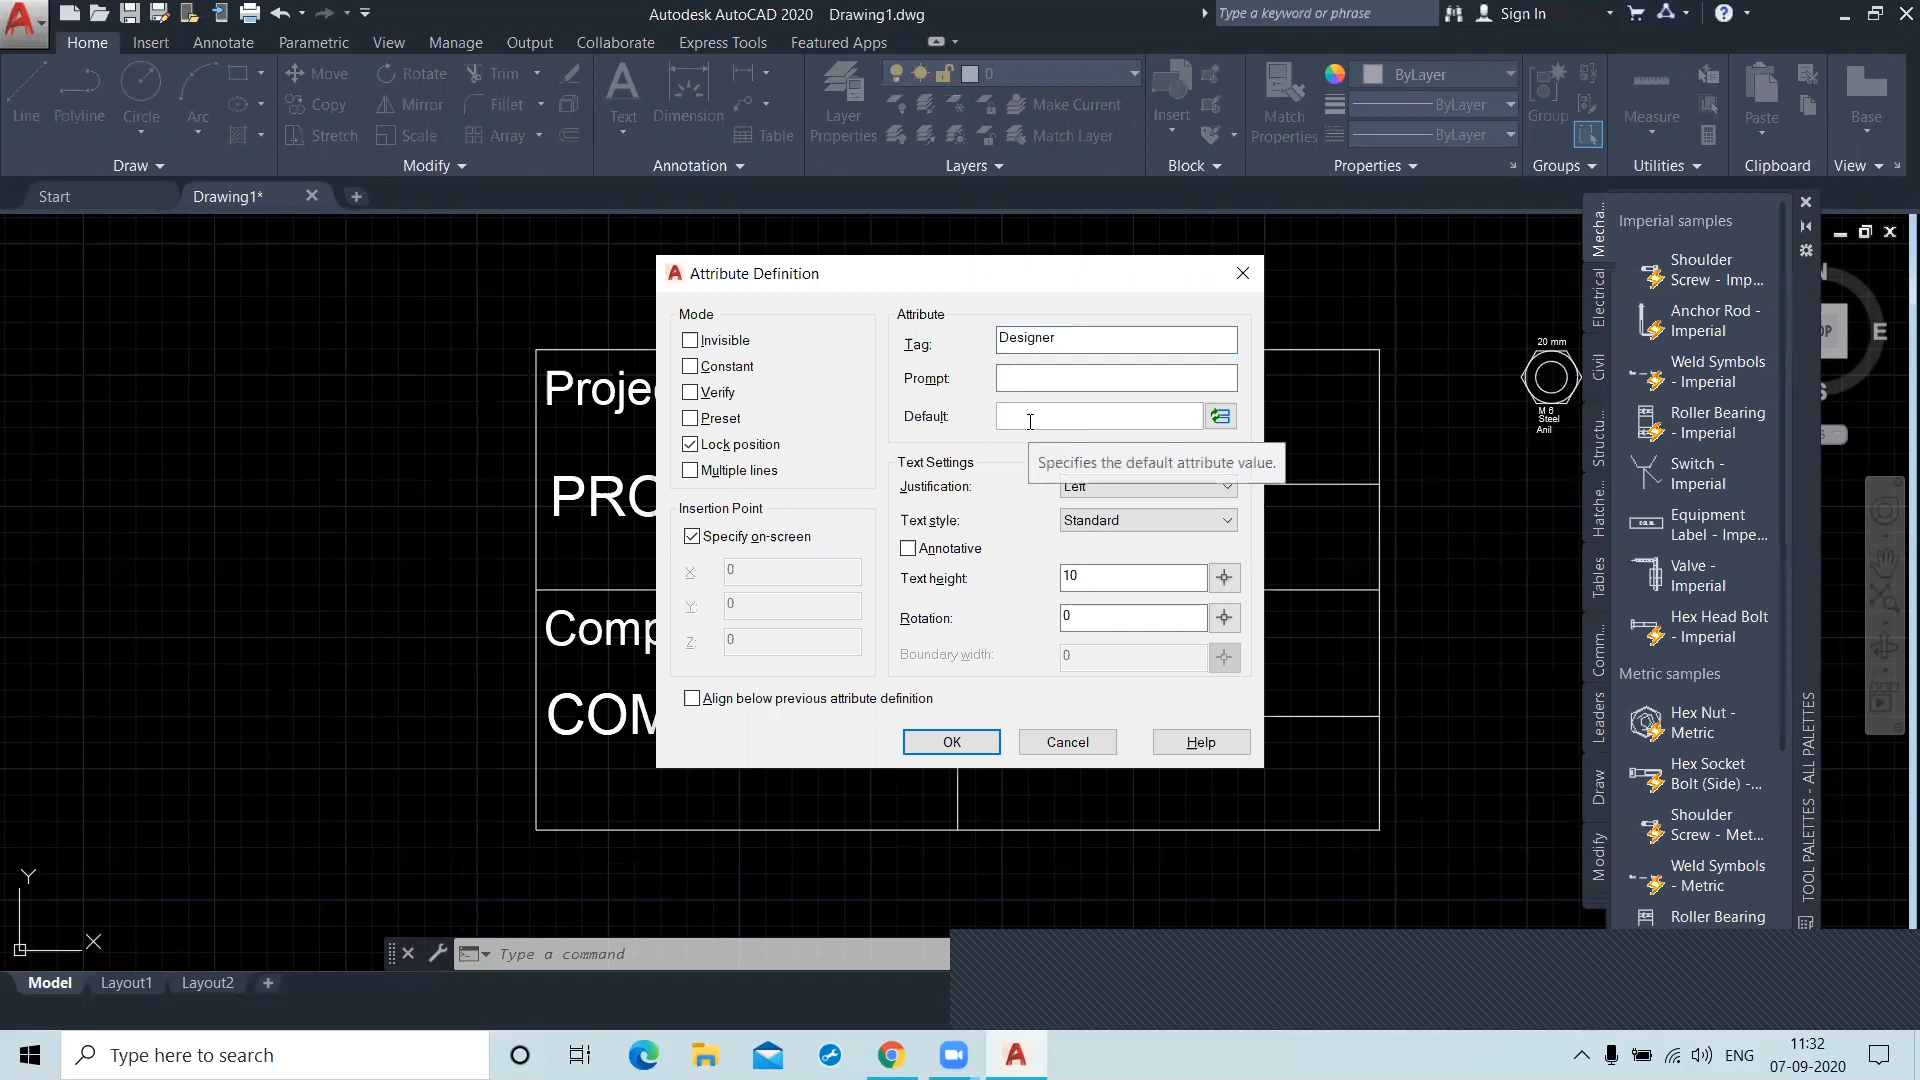 Autodesk AutoCAD 2020 Drawing1.dwg
Type a keyword or phrase
Sign In
Home Insert Annotate Parametric View Manage Output Collaborate Express Tools Featured Apps
Line Polyline Circle Arc
Move Rotate Trim
Copy Mirror Fillet
Stretch Scale Array
Text Dimension Table
Layer Properties
0
Make Current
Match Layer
Insert
Match Properties
ByLayer
ByLayer
ByLayer
Group
Measure
Paste
Base
Draw Modify Annotation Layers Block Properties Groups Utilities Clipboard View
Start Drawing1*
Attribute Definition
Mode
Invisible
Constant
Verify
Preset
Lock position
Multiple lines
Insertion Point
Specify on-screen
X: 0
Y: 0
Z: 0
Align below previous attribute definition
Attribute
Tag: Designer
Prompt:
Default:
Specifies the default attribute value.
Text Settings
Justification: Left
Text style: Standard
Annotative
Text height: 10
Rotation: 0
Boundary width: 0
OK Cancel Help
Projec
PRO
Comp
COM
20 mm
M 6
Steel
Anil
E
Mecha...
Electrical
Civil
Structu...
Hatche...
Tables
Comm...
Leaders
Draw
Modify
Imperial samples
Shoulder
Screw - Imp...
Anchor Rod -
Imperial
Weld Symbols
- Imperial
Roller Bearing
- Imperial
Switch -
Imperial
Equipment
Label - Impe...
Valve -
Imperial
Hex Head Bolt
- Imperial
Metric samples
Hex Nut -
Metric
Hex Socket
Bolt (Side) -...
Shoulder
Screw - Met...
Weld Symbols
- Metric
Roller Bearing
TOOL PALETTES - ALL PALETTES
Y
X
Type a command
Model Layout1 Layout2
Type here to search
ENG
11:32
07-09-2020